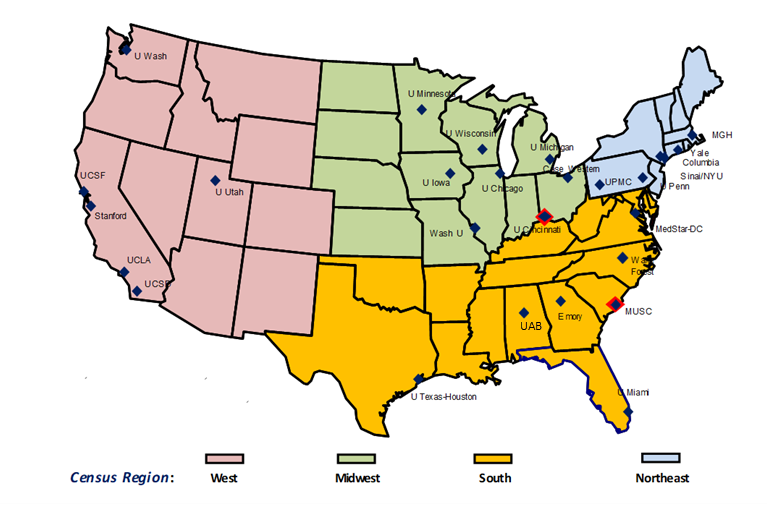 U Wash
U Minnesota
U Wisconsin
MGH
U Michigan
Yale
Columbia
Case Western
Sinai/NYU
UCSF
U Utah
U Iowa
U Chicago
UPMC
U Penn
Stanford
Wash U
U Cincinnati
MedStar-DC
UCLA
Wake
Forest
UCSD
MUSC
Emory
UAB
U Texas-Houston
U Miami
Census Region:
West
Midwest
South
Northeast